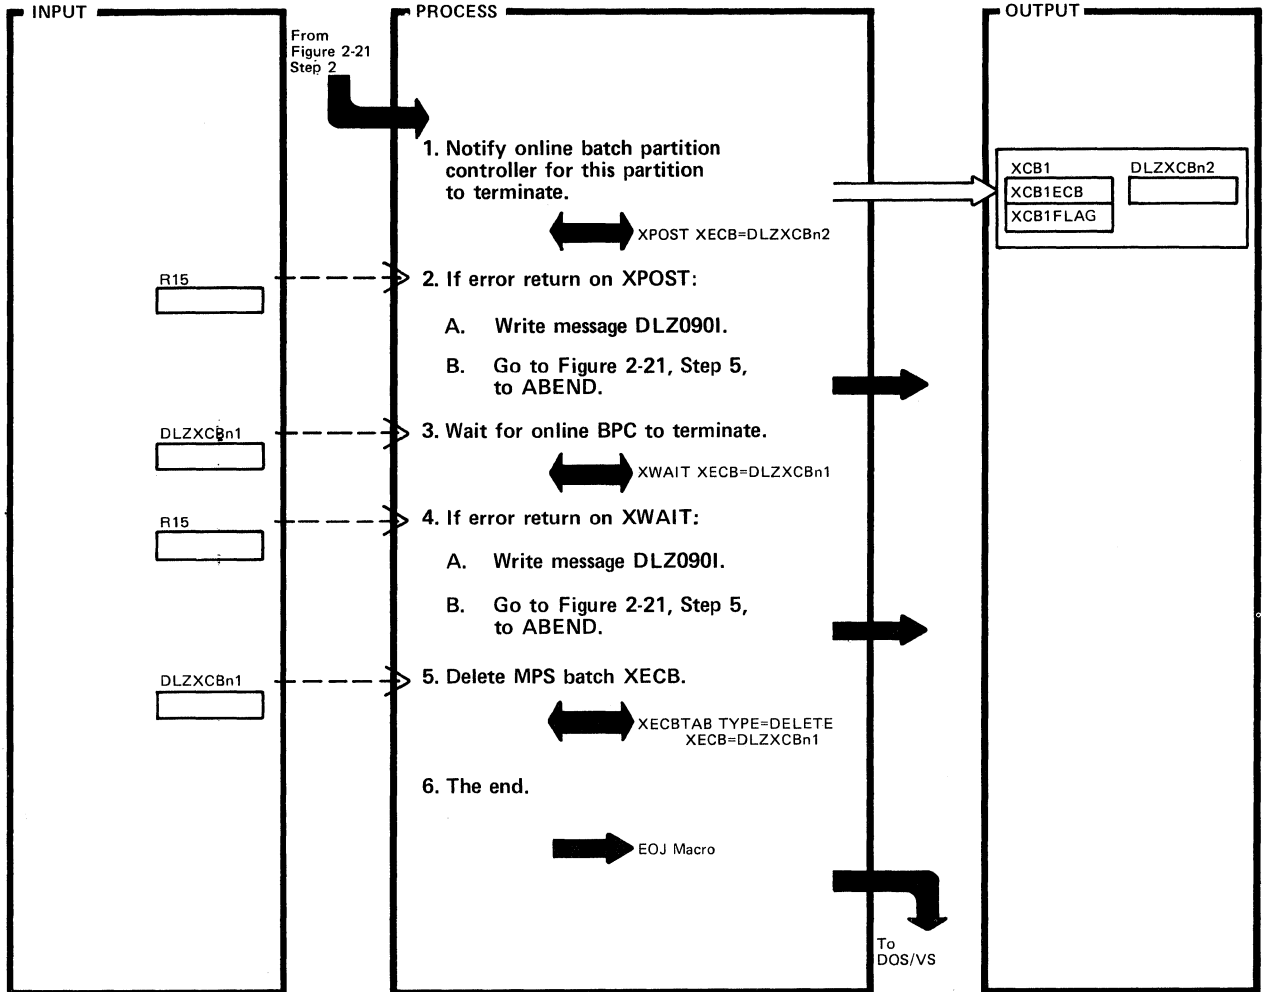 INPUT
PROCESS
OUTPUT
From
Figure 2-21
Step 2
1. Notify online batch partition
controller for this partition
to terminate.
XCB1
DLZXCBn2
XCB1ECB
XCB1FLAG
XPOST XECB=DLZXCBn2
R15
2. If error return on XPOST:
A. Write message DLZ090I.
B. Go to Figure 2-21, Step 5,
to ABEND.
DLZXCBn1
3. Wait for online BPC to terminate.
XWAIT XECB=DLZXCBn1
R15
4. If error return on XWAIT:
A. Write message DLZ090I.
B. Go to Figure 2-21, Step 5,
to ABEND.
DLZXCBn1
5. Delete MPS batch XECB.
XECBTAB TYPE=DELETE
XECB=DLZXCBn1
6. The end.
EOJ Macro
To
DOS/VS